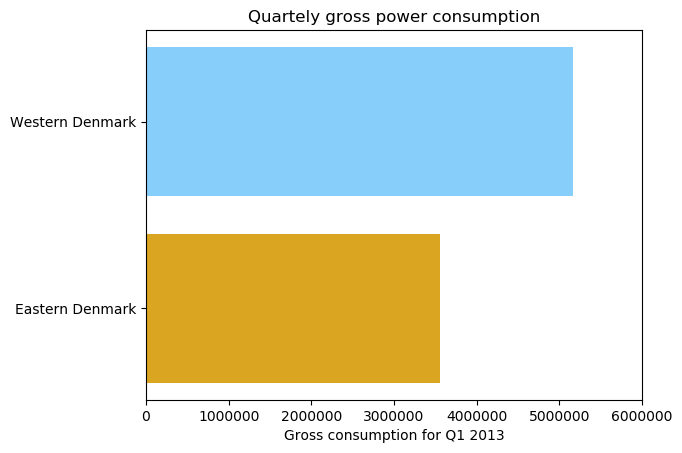 Quartely gross power consumption
Western Denmark
Eastern Denmark
0 1000000 2000000 3000000 4000000 5000000 6000000
Gross consumption for Q1 2013